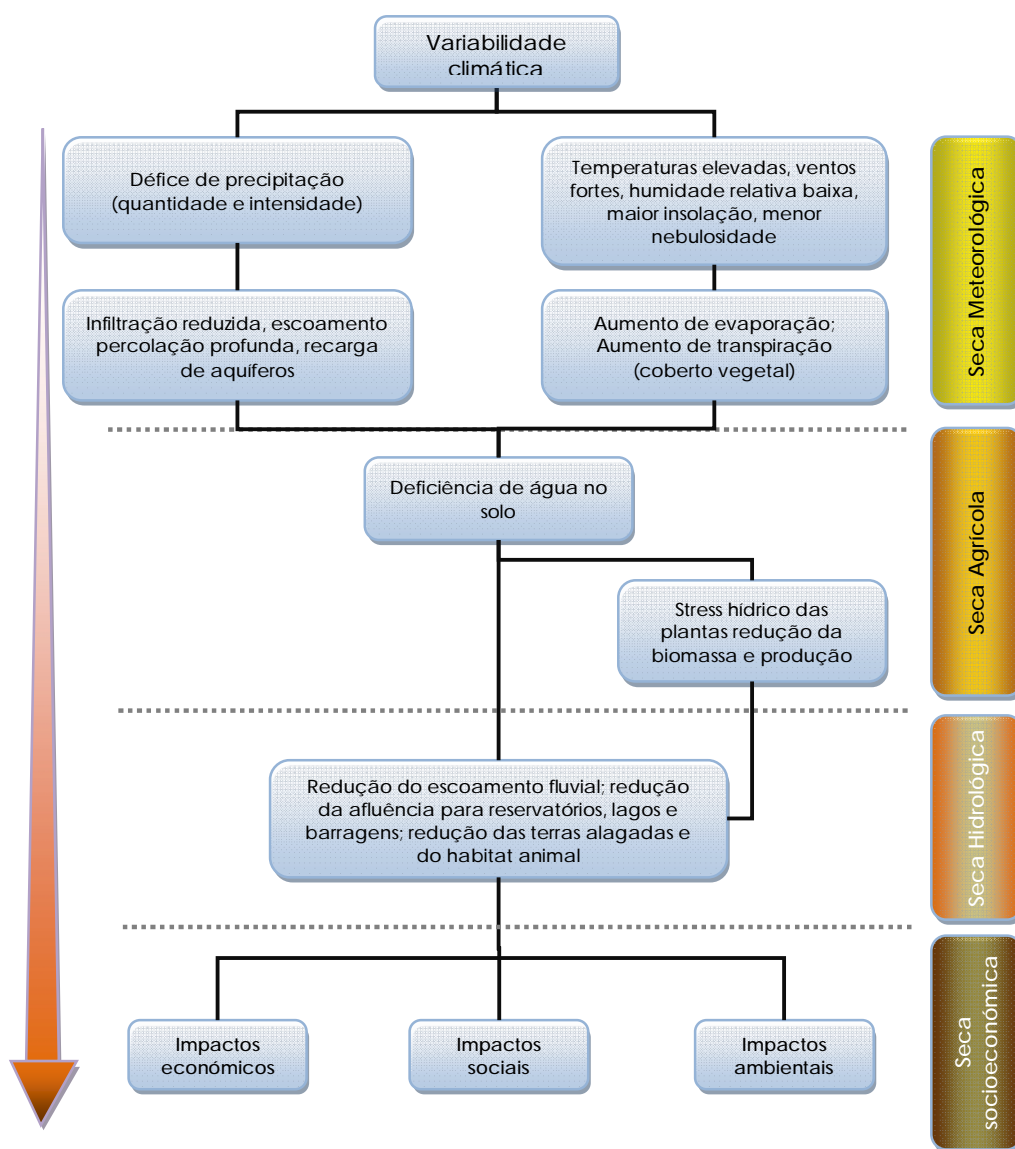 Variabilidade
climática
Défice de precipitação
(quantidade e intensidade)
Temperaturas elevadas, ventos
fortes, humidade relativa baixa,
maior insolação, menor
nebulosidade
Seca Meteorológica
Infiltração reduzida, escoamento
percolação profunda, recarga
de aquíferos
Aumento de evaporação;
Aumento de transpiração
(coberto vegetal)
Deficiência de água no
solo
Seca Agrícola
Stress hídrico das
plantas redução da
biomassa e produção
Redução do escoamento fluvial; redução
da afluência para reservatórios, lagos e
barragens; redução das terras alagadas e
do habitat animal
Seca Hidrológica
Impactos
económicos
Impactos
sociais
Impactos
ambientais
Seca
socioeconómica